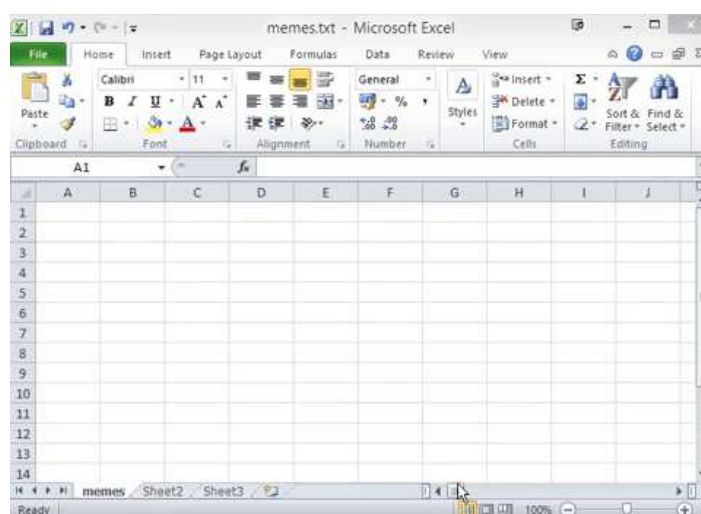 memes.txt - Microsoft Excel
File Home Insert Page Layout Formulas Data Review View
Calibri 11 General Insert Σ
B I U A A % , Delete
Paste A Styles Format Sort & Filter Find & Select
Clipboard Font Alignment Number Cells Editing
A1 fx
A B C D E F G H I J
1
2
3
4
5
6
7
8
9
10
11
12
13
14
memes Sheet2 Sheet3
Ready 100%